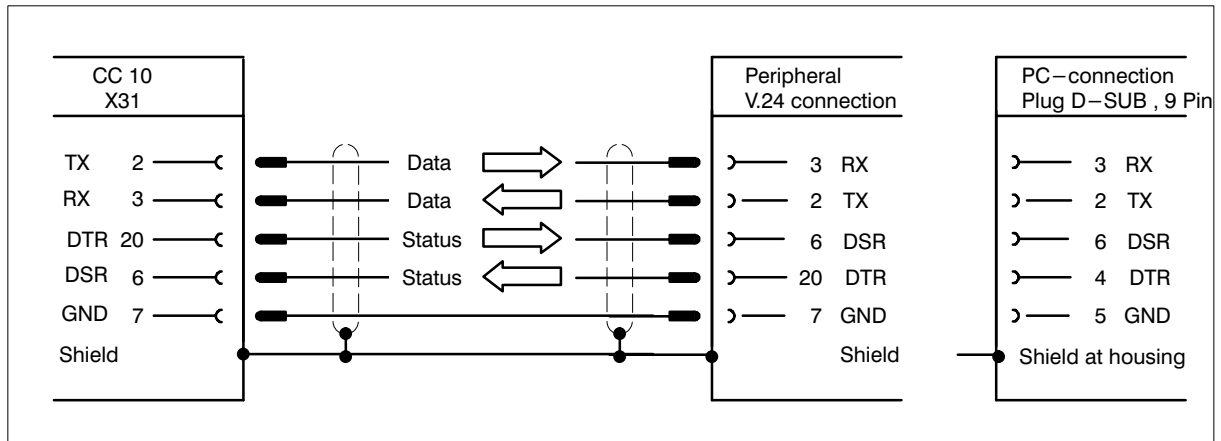 CC 10
X31
Peripheral
V.24 connection
PC–connection
Plug D–SUB , 9 Pin
TX 2 Data 3 RX 3 RX
RX 3 Data 2 TX 2 TX
DTR 20 Status 6 DSR 6 DSR
DSR 6 Status 20 DTR 4 DTR
GND 7 7 GND 5 GND
Shield Shield Shield at housing